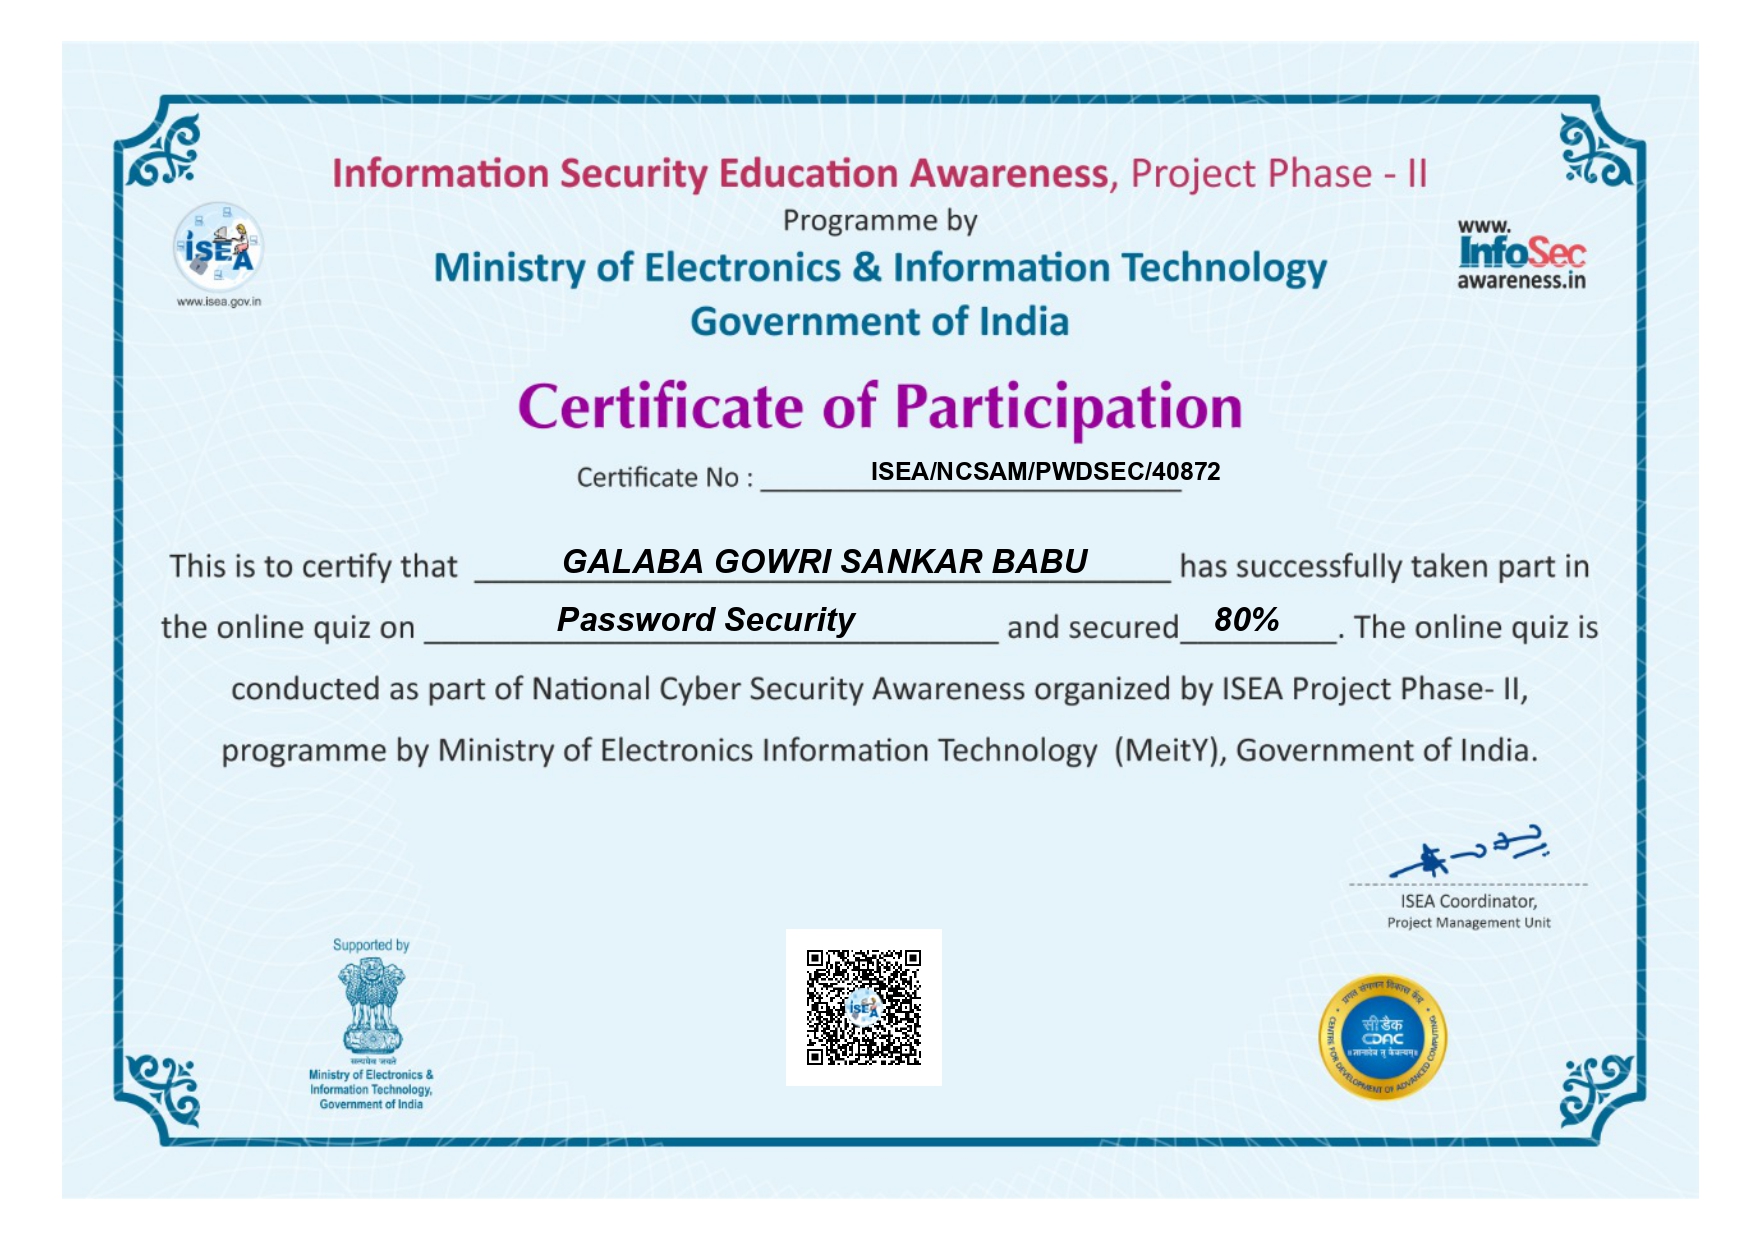 Information Security Education Awareness, Project Phase - II
Programme by
Ministry of Electronics & Information Technology
Government of India
ISEA
www.isea.gov.in
www.
InfoSec
awareness.in
Certificate of Participation
Certificate No : ISEA/NCSAM/PWDSEC/40872
This is to certify that GALABA GOWRI SANKAR BABU has successfully taken part in
the online quiz on Password Security and secured 80%. The online quiz is
conducted as part of National Cyber Security Awareness organized by ISEA Project Phase- II,
programme by Ministry of Electronics Information Technology (MeitY), Government of India.
ISEA Coordinator,
Project Management Unit
Supported by
सत्यमेव जयते
Ministry of Electronics &
Information Technology,
Government of India
ISEA
प्रगत संगणन विकास केंद्र
सी डैक
CDAC
॥ज्ञानादेव तु कैवल्यम्॥
CENTRE FOR DEVELOPMENT OF ADVANCED COMPUTING